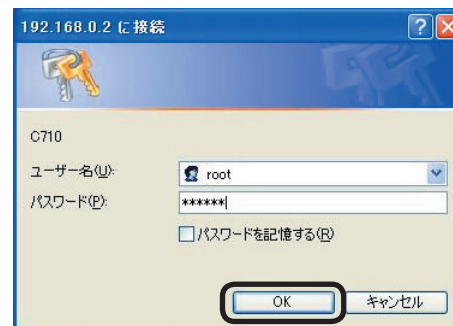 192.168.0.2 に接続
C710
ユーザー名(U):
root
パスワード(P):
******
パスワードを記憶する(R)
OK
キャンセル